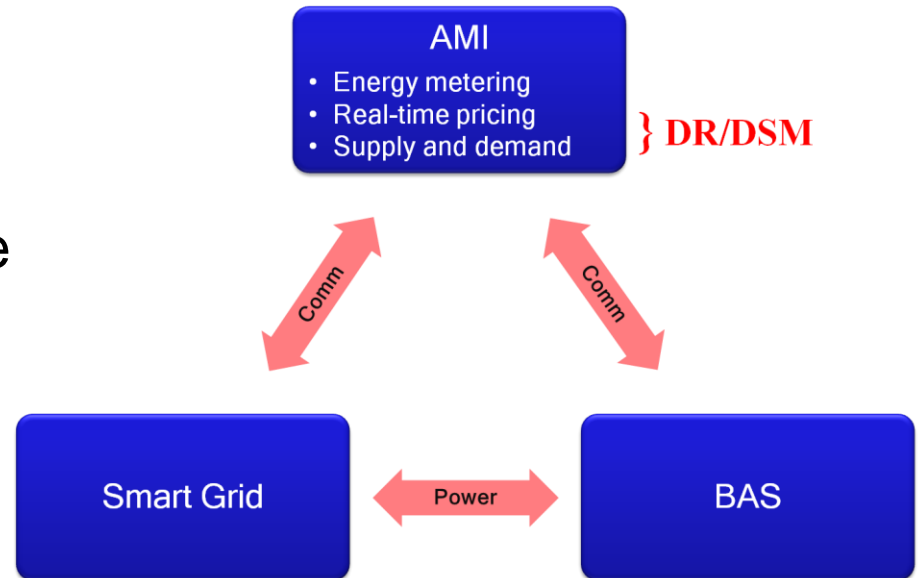 AMI
• Energy metering
• Real-time pricing
• Supply and demand
} DR/DSM
e
Comm
Comm
Smart Grid
Power
BAS